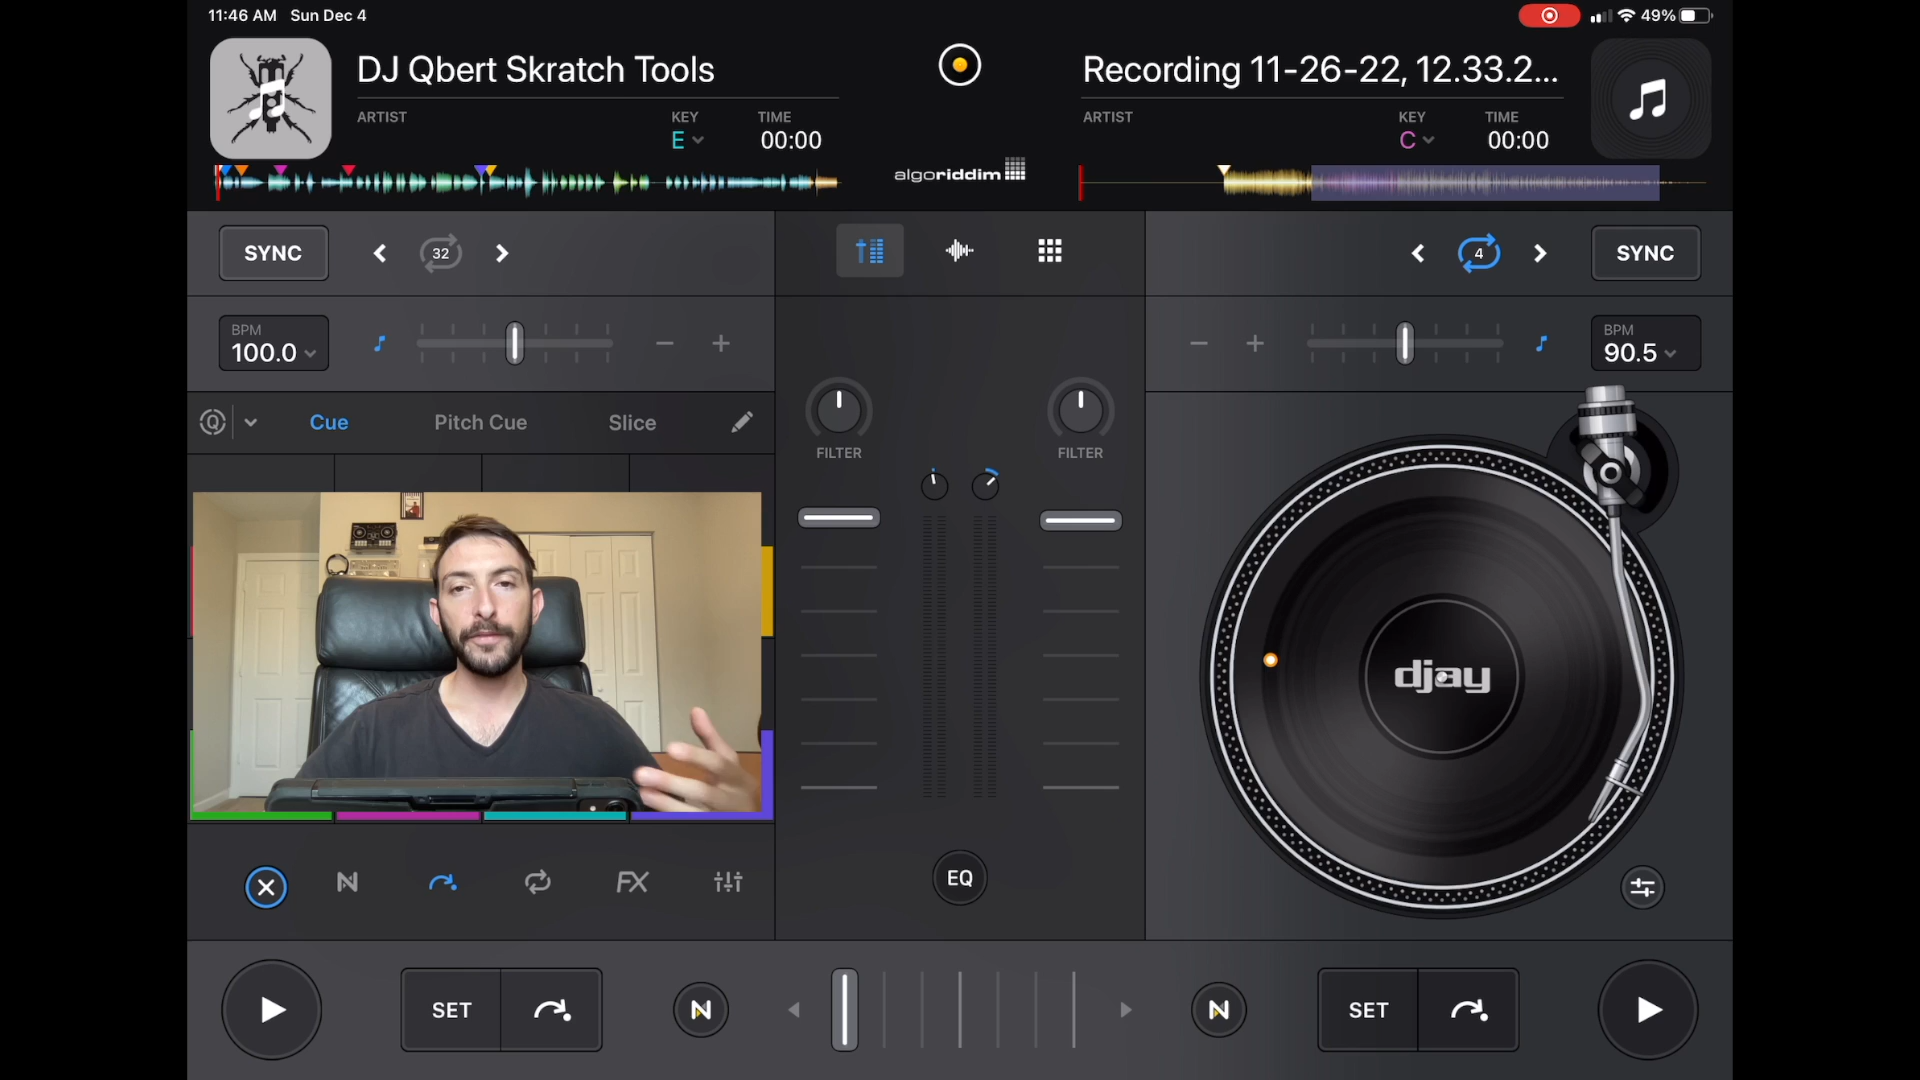 11:46 AM Sun Dec 4
49%
DJ Qbert Skratch Tools
Recording 11-26-22, 12.33.2...
ARTIST
KEY
TIME
E
00:00
ARTIST
KEY
TIME
C
00:00
algoriddim
SYNC
32
4
SYNC
BPM
100.0
BPM
90.5
Q
Cue
Pitch Cue
Slice
FILTER
FILTER
djay
N
FX
EQ
SET
N
N
SET